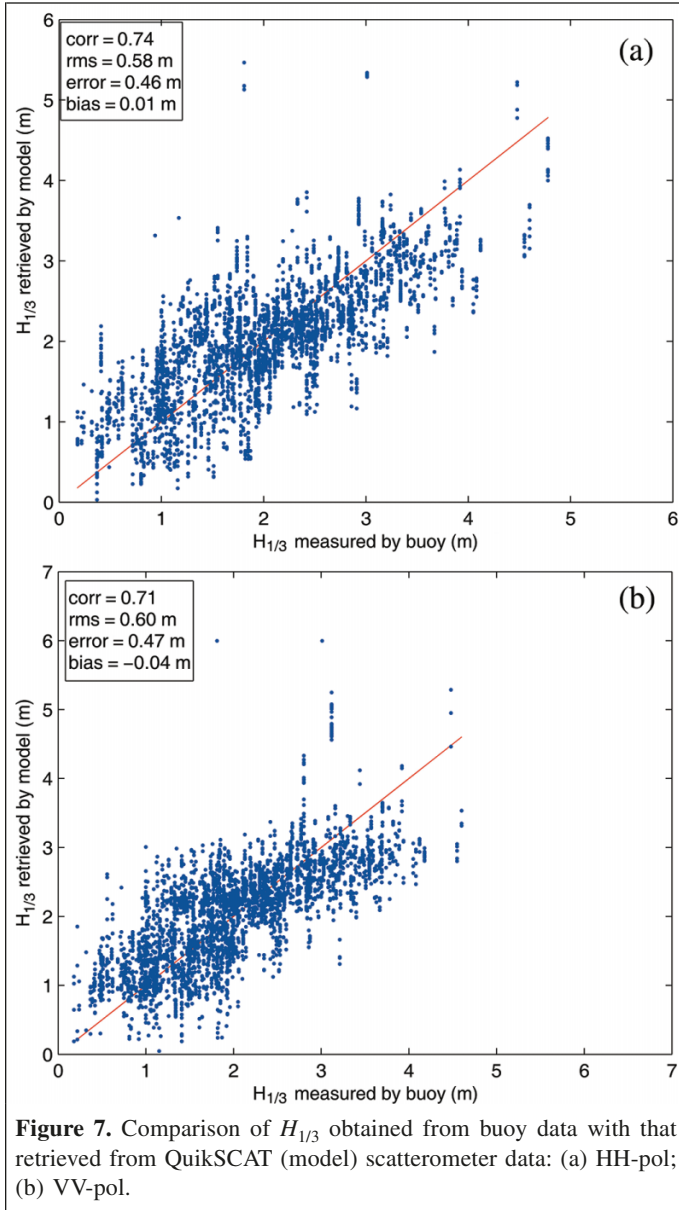 6
5
4
3
2
1
0
0 1 2 3 4 5 6
H1/3 retrieved by model (m)
H1/3 measured by buoy (m)
corr = 0.74
rms = 0.58 m
error = 0.46 m
bias = 0.01 m
(a)
7
6
5
4
3
2
1
0
0 1 2 3 4 5 6 7
H1/3 retrieved by model (m)
H1/3 measured by buoy (m)
corr = 0.71
rms = 0.60 m
error = 0.47 m
bias = −0.04 m
(b)
Figure 7. Comparison of H1/3 obtained from buoy data with that
retrieved from QuikSCAT (model) scatterometer data: (a) HH-pol;
(b) VV-pol.